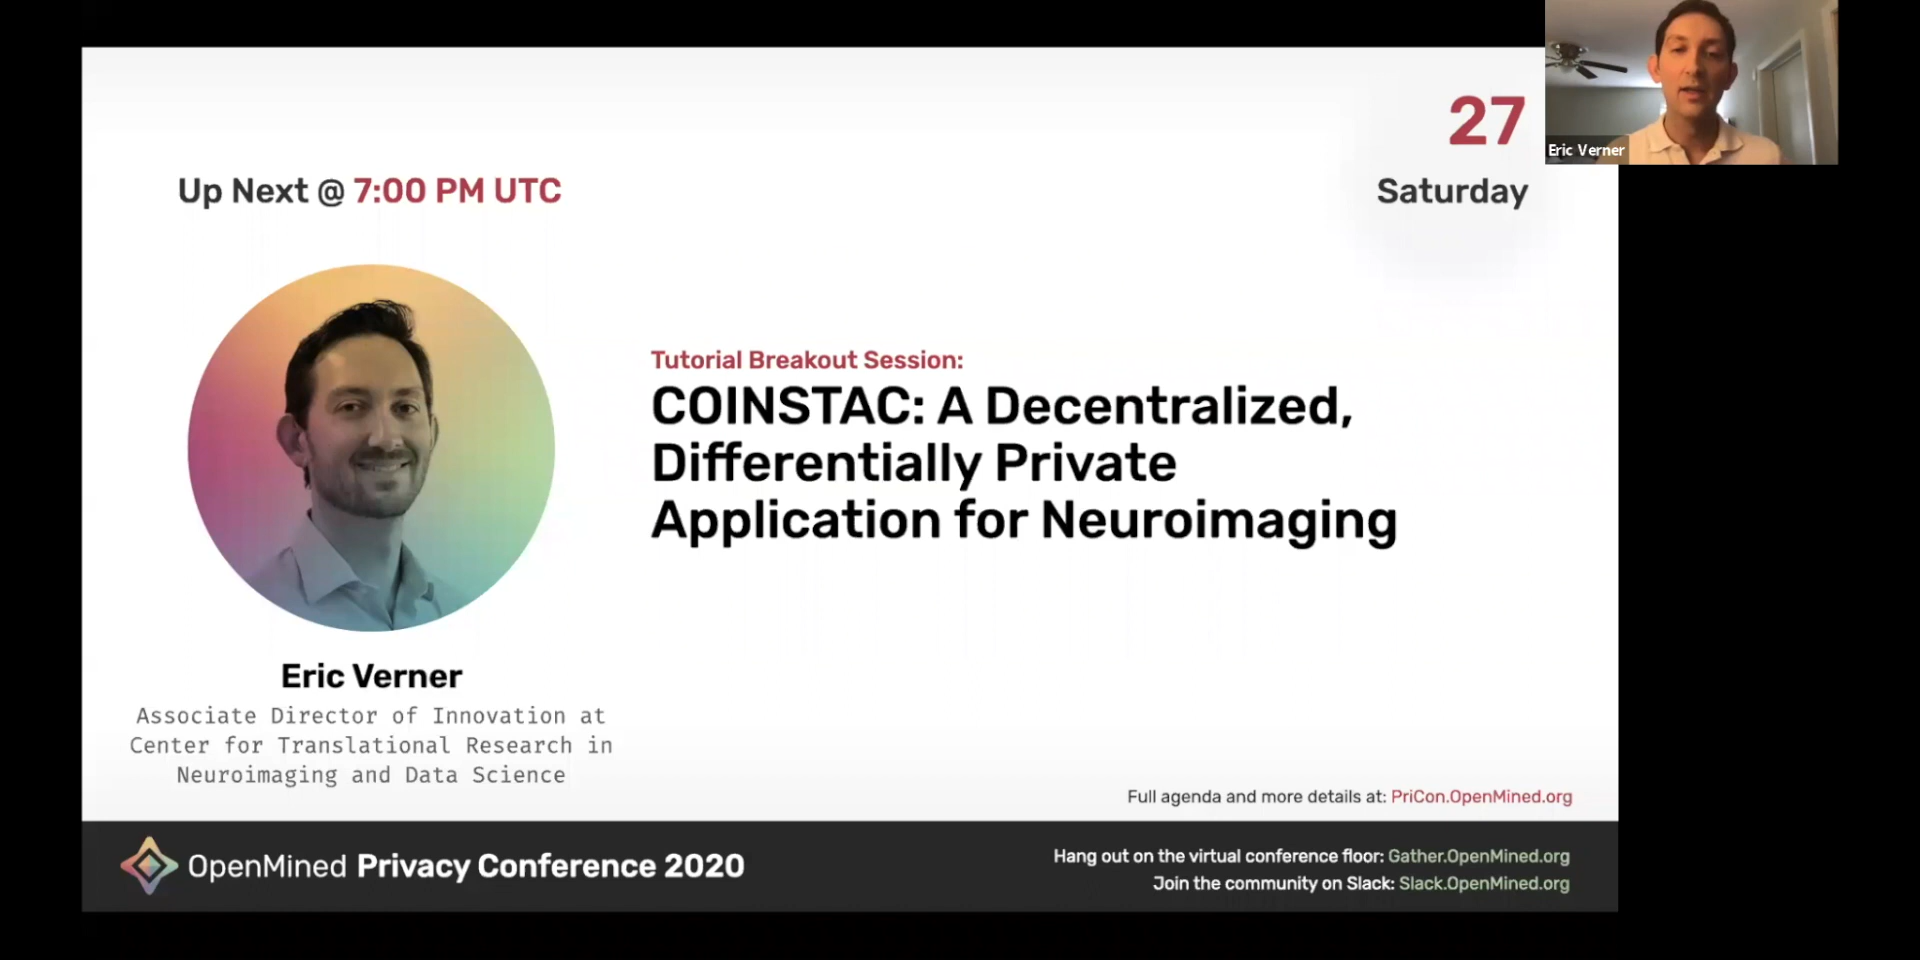 27
Eric Verner
Up Next @ 7:00 PM UTC
Saturday
Tutorial Breakout Session:
COINSTAC: A Decentralized,
Differentially Private
Application for Neuroimaging
Eric Verner
Associate Director of Innovation at
Center for Translational Research in
Neuroimaging and Data Science
Full agenda and more details at: PriCon.OpenMined.org
OpenMined Privacy Conference 2020
Hang out on the virtual conference floor: Gather.OpenMined.org
Join the community on Slack: Slack.OpenMined.org